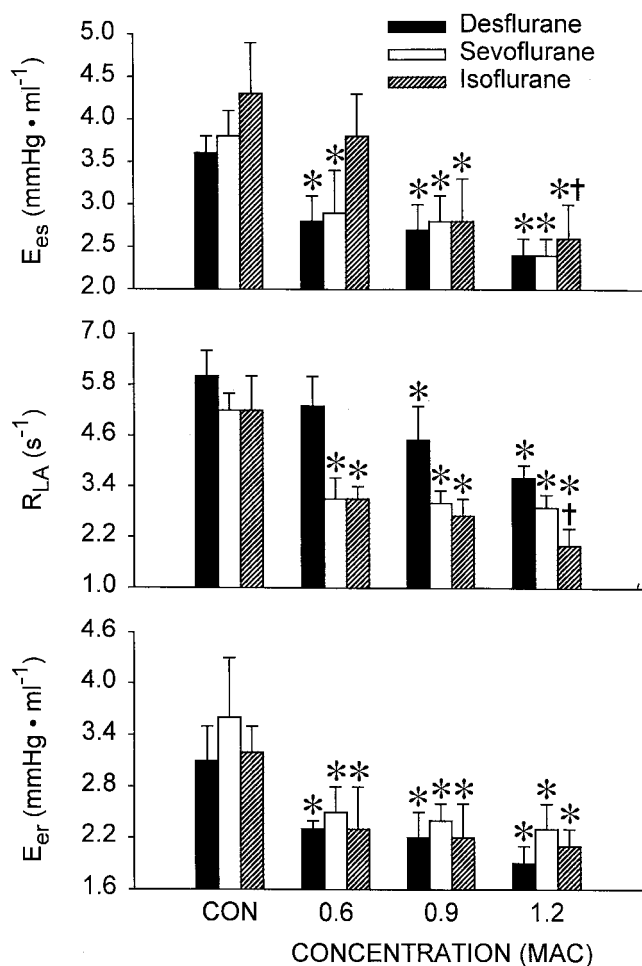 Desflurane
Sevoflurane
Isoflurane
E_es (mmHg • ml⁻¹)
5.0
4.5
4.0
3.5
3.0
2.5
2.0
* * * * * * * *†
R_LA (s⁻¹)
7.0
5.8
4.6
3.4
2.2
1.0
* * * * * * * *
†
E_er (mmHg • ml⁻¹)
4.6
4.0
3.4
2.8
2.2
1.6
* * * * * * * * *
CON 0.6 0.9 1.2
CONCENTRATION (MAC)